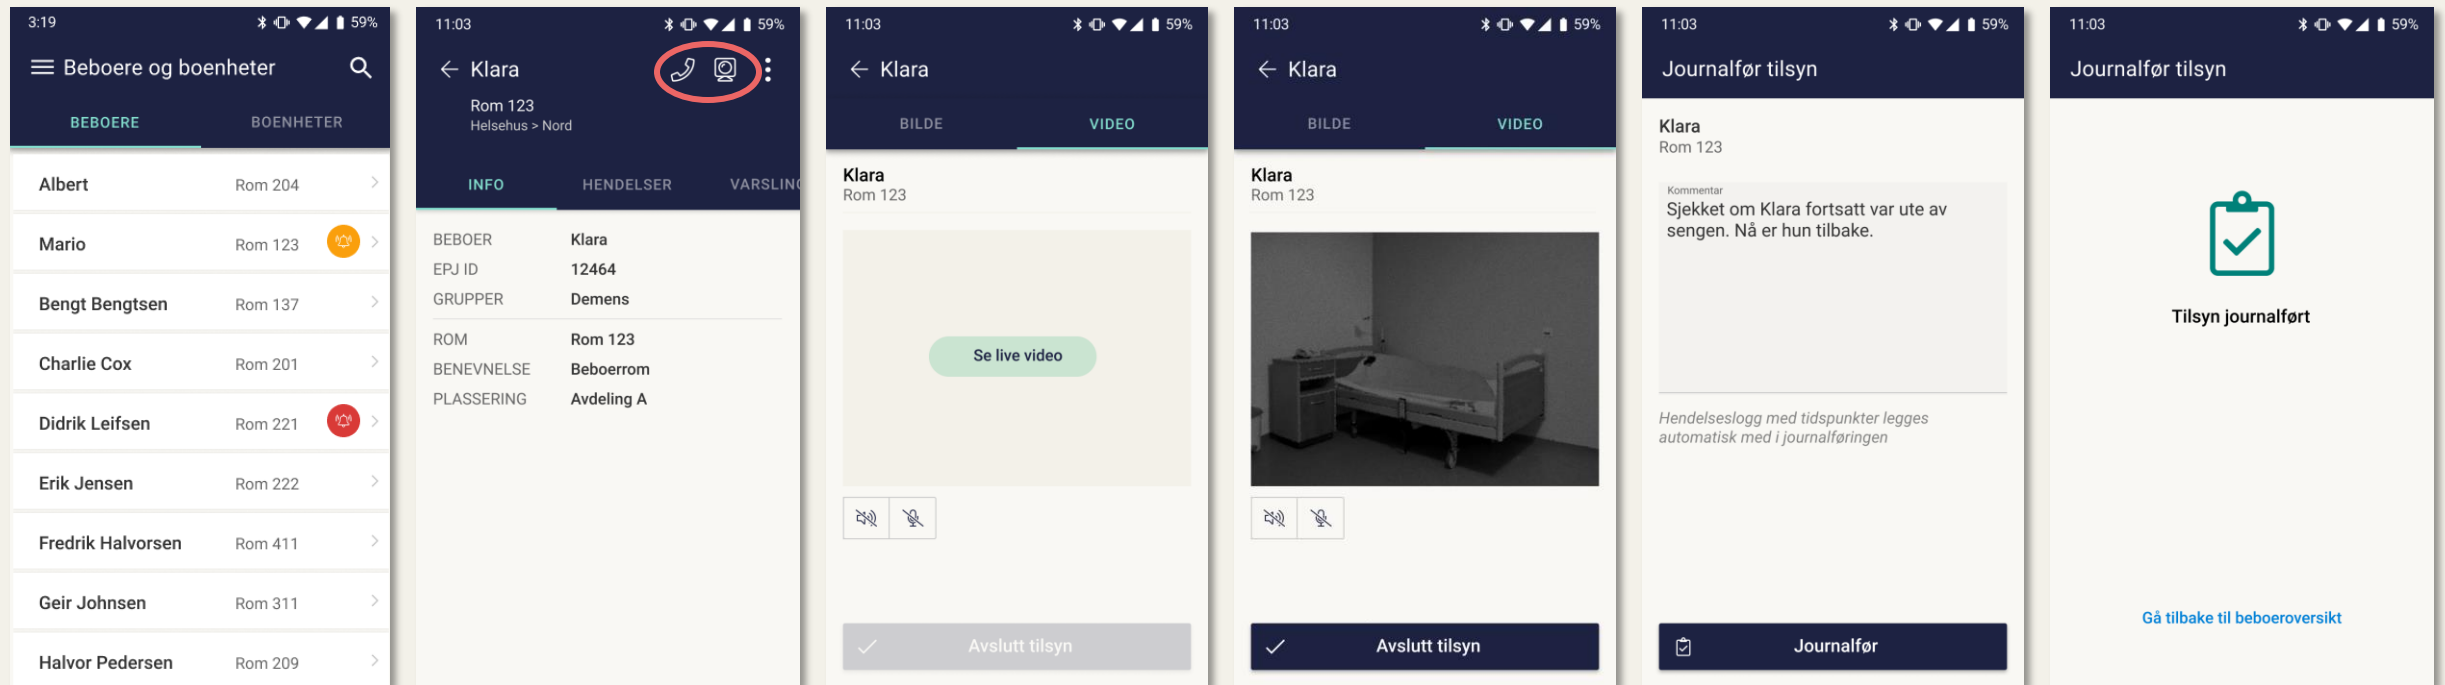 3:19
59%
Beboere og boenheter
BEBOERE
BOENHETER
Albert
Rom 204
Mario
Rom 123
Bengt Bengtsen
Rom 137
Charlie Cox
Rom 201
Didrik Leifsen
Rom 221
Erik Jensen
Rom 222
Fredrik Halvorsen
Rom 411
Geir Johnsen
Rom 311
Halvor Pedersen
Rom 209
11:03
59%
Klara
Rom 123
Helsehus > Nord
INFO
HENDELSER
VARSLING
BEBOER
Klara
EPJ ID
12464
GRUPPER
Demens
ROM
Rom 123
BENEVNELSE
Beboerrom
PLASSERING
Avdeling A
11:03
59%
Klara
BILDE
VIDEO
Klara
Rom 123
Se live video
Avslutt tilsyn
11:03
59%
Klara
BILDE
VIDEO
Klara
Rom 123
Avslutt tilsyn
11:03
59%
Journalfør tilsyn
Klara
Rom 123
Kommentar
Sjekket om Klara fortsatt var ute av
sengen. Nå er hun tilbake.
Hendelseslogg med tidspunkter legges
automatisk med i journalføringen
Journalfør
11:03
59%
Journalfør tilsyn
Tilsyn journalført
Gå tilbake til beboeroversikt